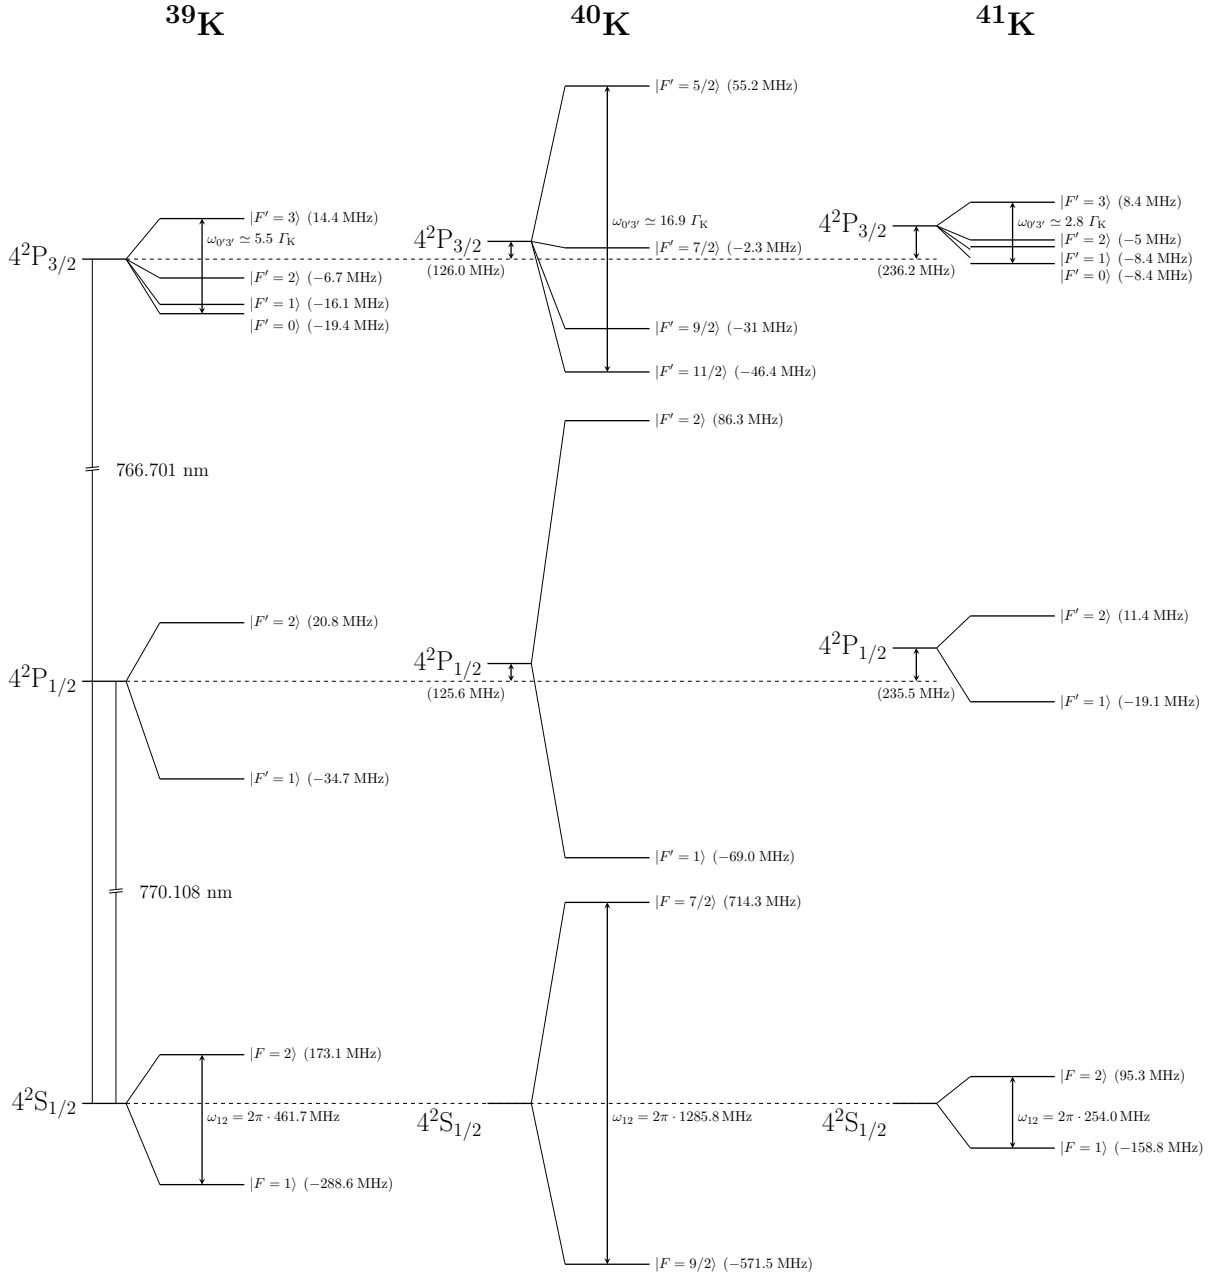 ³⁹K
⁴⁰K
⁴¹K
|F′ = 5/2⟩ (55.2 MHz)
|F′ = 3⟩ (14.4 MHz)
ω₀′₃′ ≃ 5.5 Γ_K
4²P₃/₂
|F′ = 2⟩ (−6.7 MHz)
|F′ = 1⟩ (−16.1 MHz)
|F′ = 0⟩ (−19.4 MHz)
ω₀′₃′ ≃ 16.9 Γ_K
4²P₃/₂
(126.0 MHz)
|F′ = 7/2⟩ (−2.3 MHz)
|F′ = 9/2⟩ (−31 MHz)
|F′ = 11/2⟩ (−46.4 MHz)
|F′ = 3⟩ (8.4 MHz)
ω₀′₃′ ≃ 2.8 Γ_K
4²P₃/₂
(236.2 MHz)
|F′ = 2⟩ (−5 MHz)
|F′ = 1⟩ (−8.4 MHz)
|F′ = 0⟩ (−8.4 MHz)
766.701 nm
|F′ = 2⟩ (20.8 MHz)
4²P₁/₂
|F′ = 1⟩ (−34.7 MHz)
|F′ = 2⟩ (86.3 MHz)
4²P₁/₂
(125.6 MHz)
|F′ = 1⟩ (−69.0 MHz)
|F′ = 2⟩ (11.4 MHz)
4²P₁/₂
(235.5 MHz)
|F′ = 1⟩ (−19.1 MHz)
770.108 nm
|F = 2⟩ (173.1 MHz)
4²S₁/₂
ω₁₂ = 2π · 461.7 MHz
|F = 1⟩ (−288.6 MHz)
|F = 7/2⟩ (714.3 MHz)
4²S₁/₂
ω₁₂ = 2π · 1285.8 MHz
|F = 9/2⟩ (−571.5 MHz)
|F = 2⟩ (95.3 MHz)
4²S₁/₂
ω₁₂ = 2π · 254.0 MHz
|F = 1⟩ (−158.8 MHz)